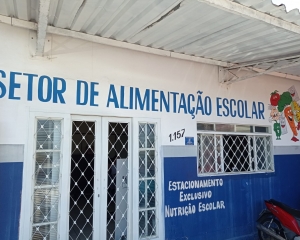 SETOR DE ALIMENTAÇÃO ESCOLAR
1.157
ESTACIONAMENTO
EXCLUSIVO
NUTRIÇÃO ESCOLAR